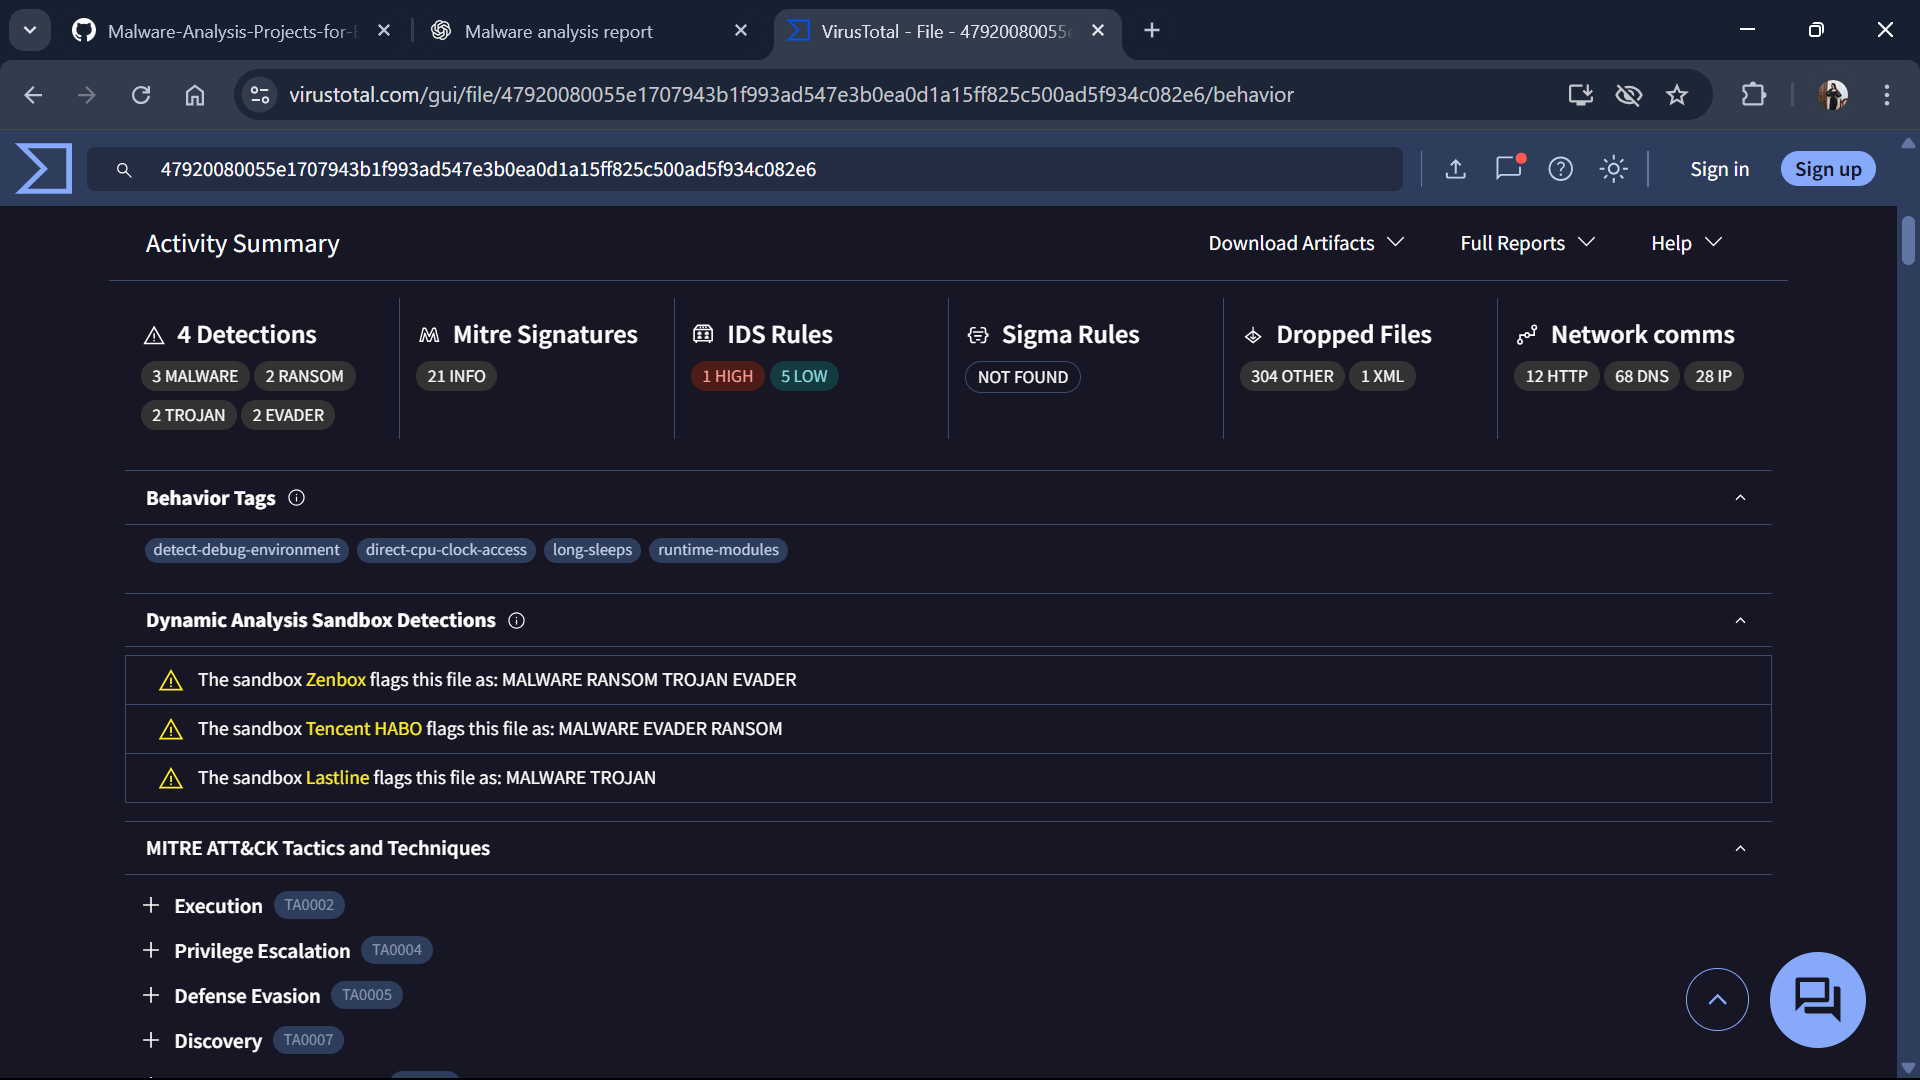 Malware-Analysis-Projects-for-
Malware analysis report
VirusTotal - File - 47920080055e
virustotal.com/gui/file/47920080055e1707943b1f993ad547e3b0ea0d1a15ff825c500ad5f934c082e6/behavior
47920080055e1707943b1f993ad547e3b0ea0d1a15ff825c500ad5f934c082e6
Sign in
Sign up
Activity Summary
Download Artifacts
Full Reports
Help
4 Detections
3 MALWARE
2 RANSOM
2 TROJAN
2 EVADER
Mitre Signatures
21 INFO
IDS Rules
1 HIGH
5 LOW
Sigma Rules
NOT FOUND
Dropped Files
304 OTHER
1 XML
Network comms
12 HTTP
68 DNS
28 IP
Behavior Tags
detect-debug-environment
direct-cpu-clock-access
long-sleeps
runtime-modules
Dynamic Analysis Sandbox Detections
The sandbox Zenbox flags this file as: MALWARE RANSOM TROJAN EVADER
The sandbox Tencent HABO flags this file as: MALWARE EVADER RANSOM
The sandbox Lastline flags this file as: MALWARE TROJAN
MITRE ATT&CK Tactics and Techniques
Execution TA0002
Privilege Escalation TA0004
Defense Evasion TA0005
Discovery TA0007